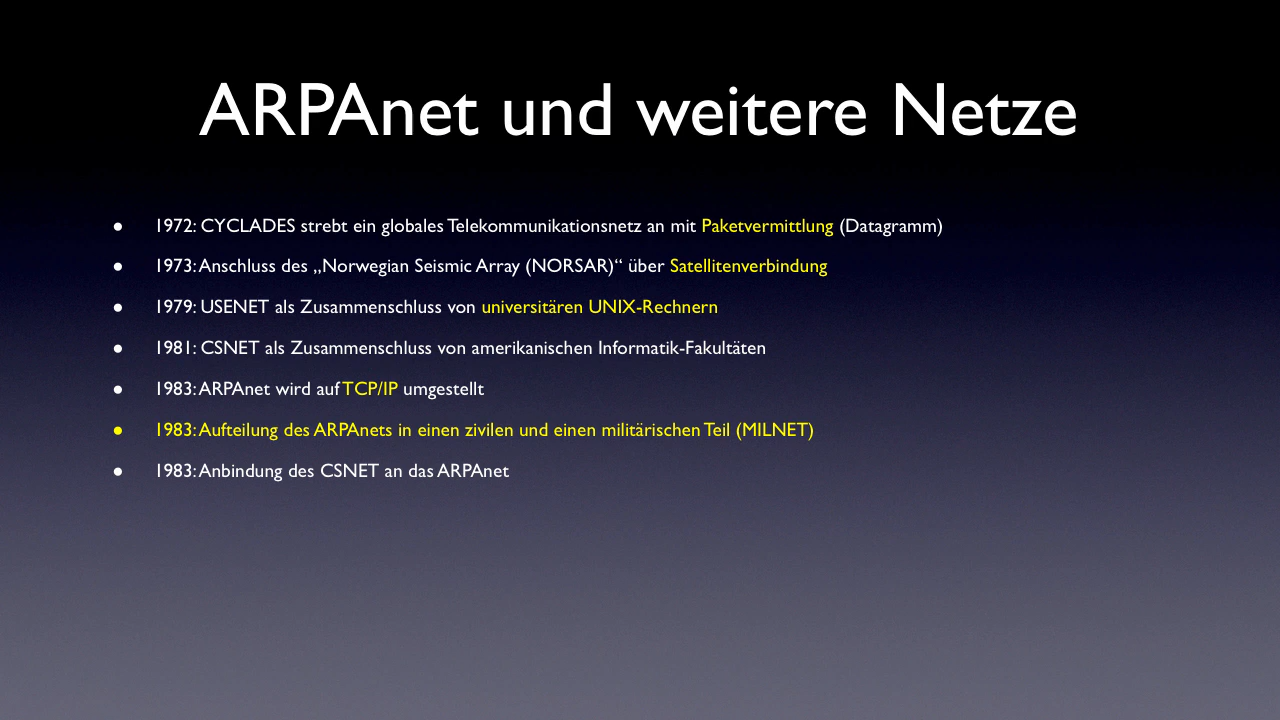 ARPAnet und weitere Netze
• 1972: CYCLADES strebt ein globales Telekommunikationsnetz an mit Paketvermittlung (Datagramm)
• 1973: Anschluss des „Norwegian Seismic Array (NORSAR)“ über Satellitenverbindung
• 1979: USENET als Zusammenschluss von universitären UNIX-Rechnern
• 1981: CSNET als Zusammenschluss von amerikanischen Informatik-Fakultäten
• 1983: ARPAnet wird auf TCP/IP umgestellt
• 1983: Aufteilung des ARPAnets in einen zivilen und einen militärischen Teil (MILNET)
• 1983: Anbindung des CSNET an das ARPAnet